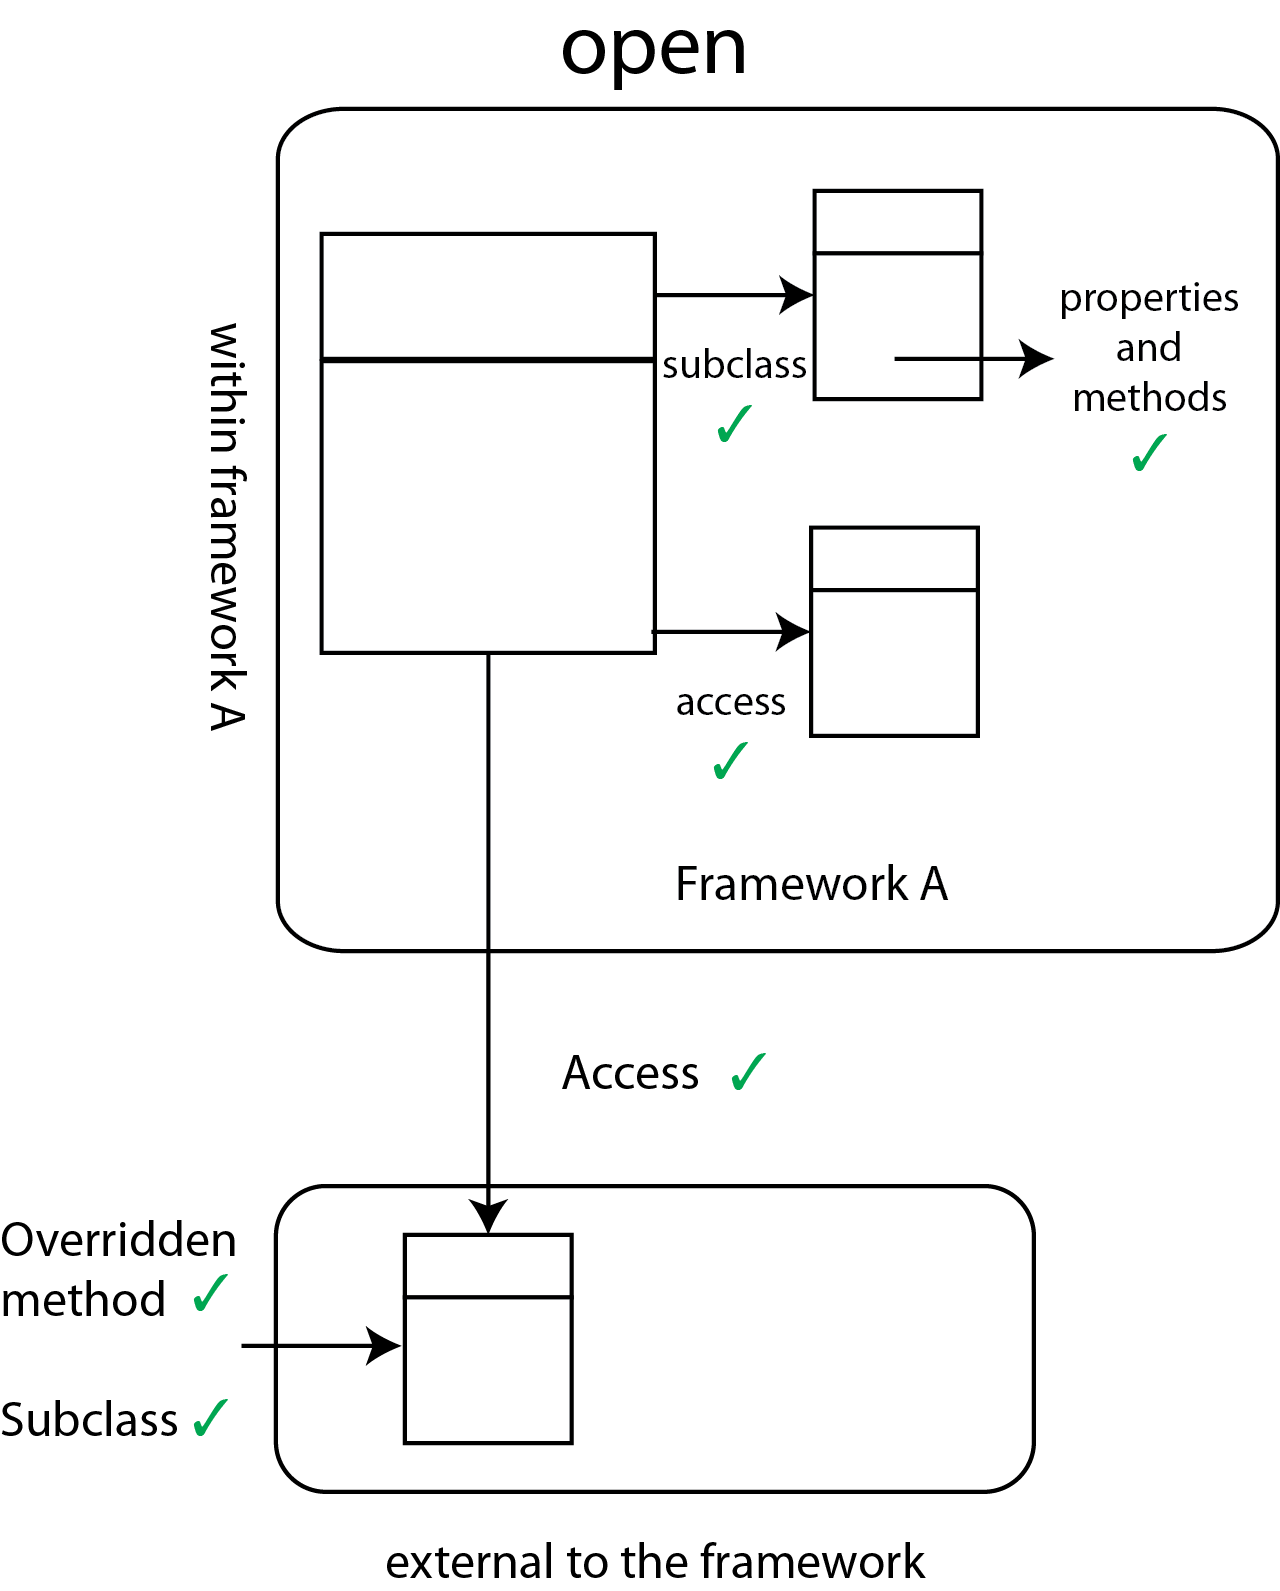 open
within framework A
subclass
properties
and
methods
access
Framework A
Access
Overridden
method
Subclass
external to the framework